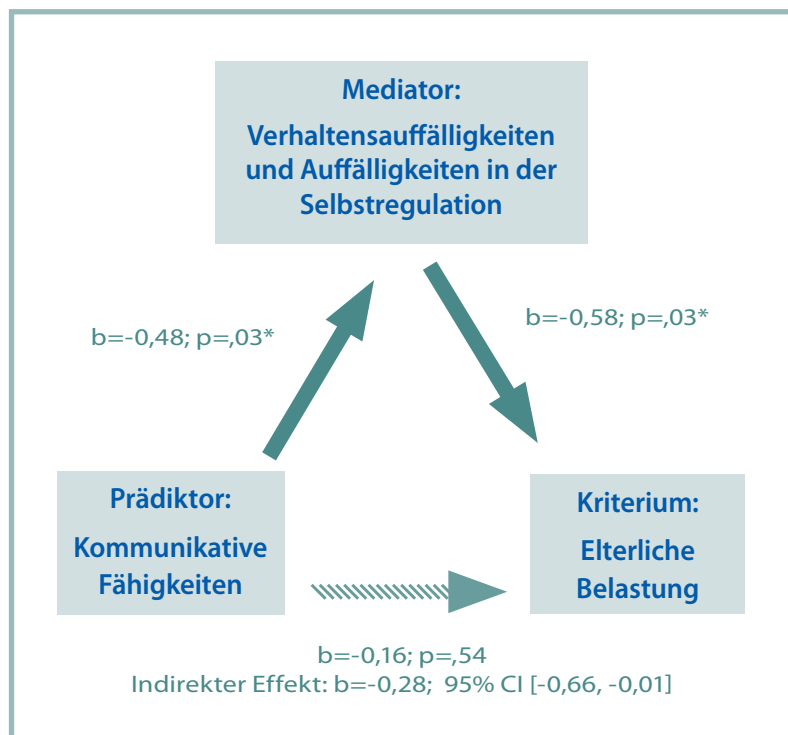 Mediator:
Verhaltensauffälligkeiten
und Auffälligkeiten in der
Selbstregulation
b=-0,48; p=,03*
b=-0,58; p=,03*
Prädiktor:
Kommunikative
Fähigkeiten
Kriterium:
Elterliche
Belastung
b=-0,16; p=,54
Indirekter Effekt: b=-0,28; 95% CI [-0,66, -0,01]